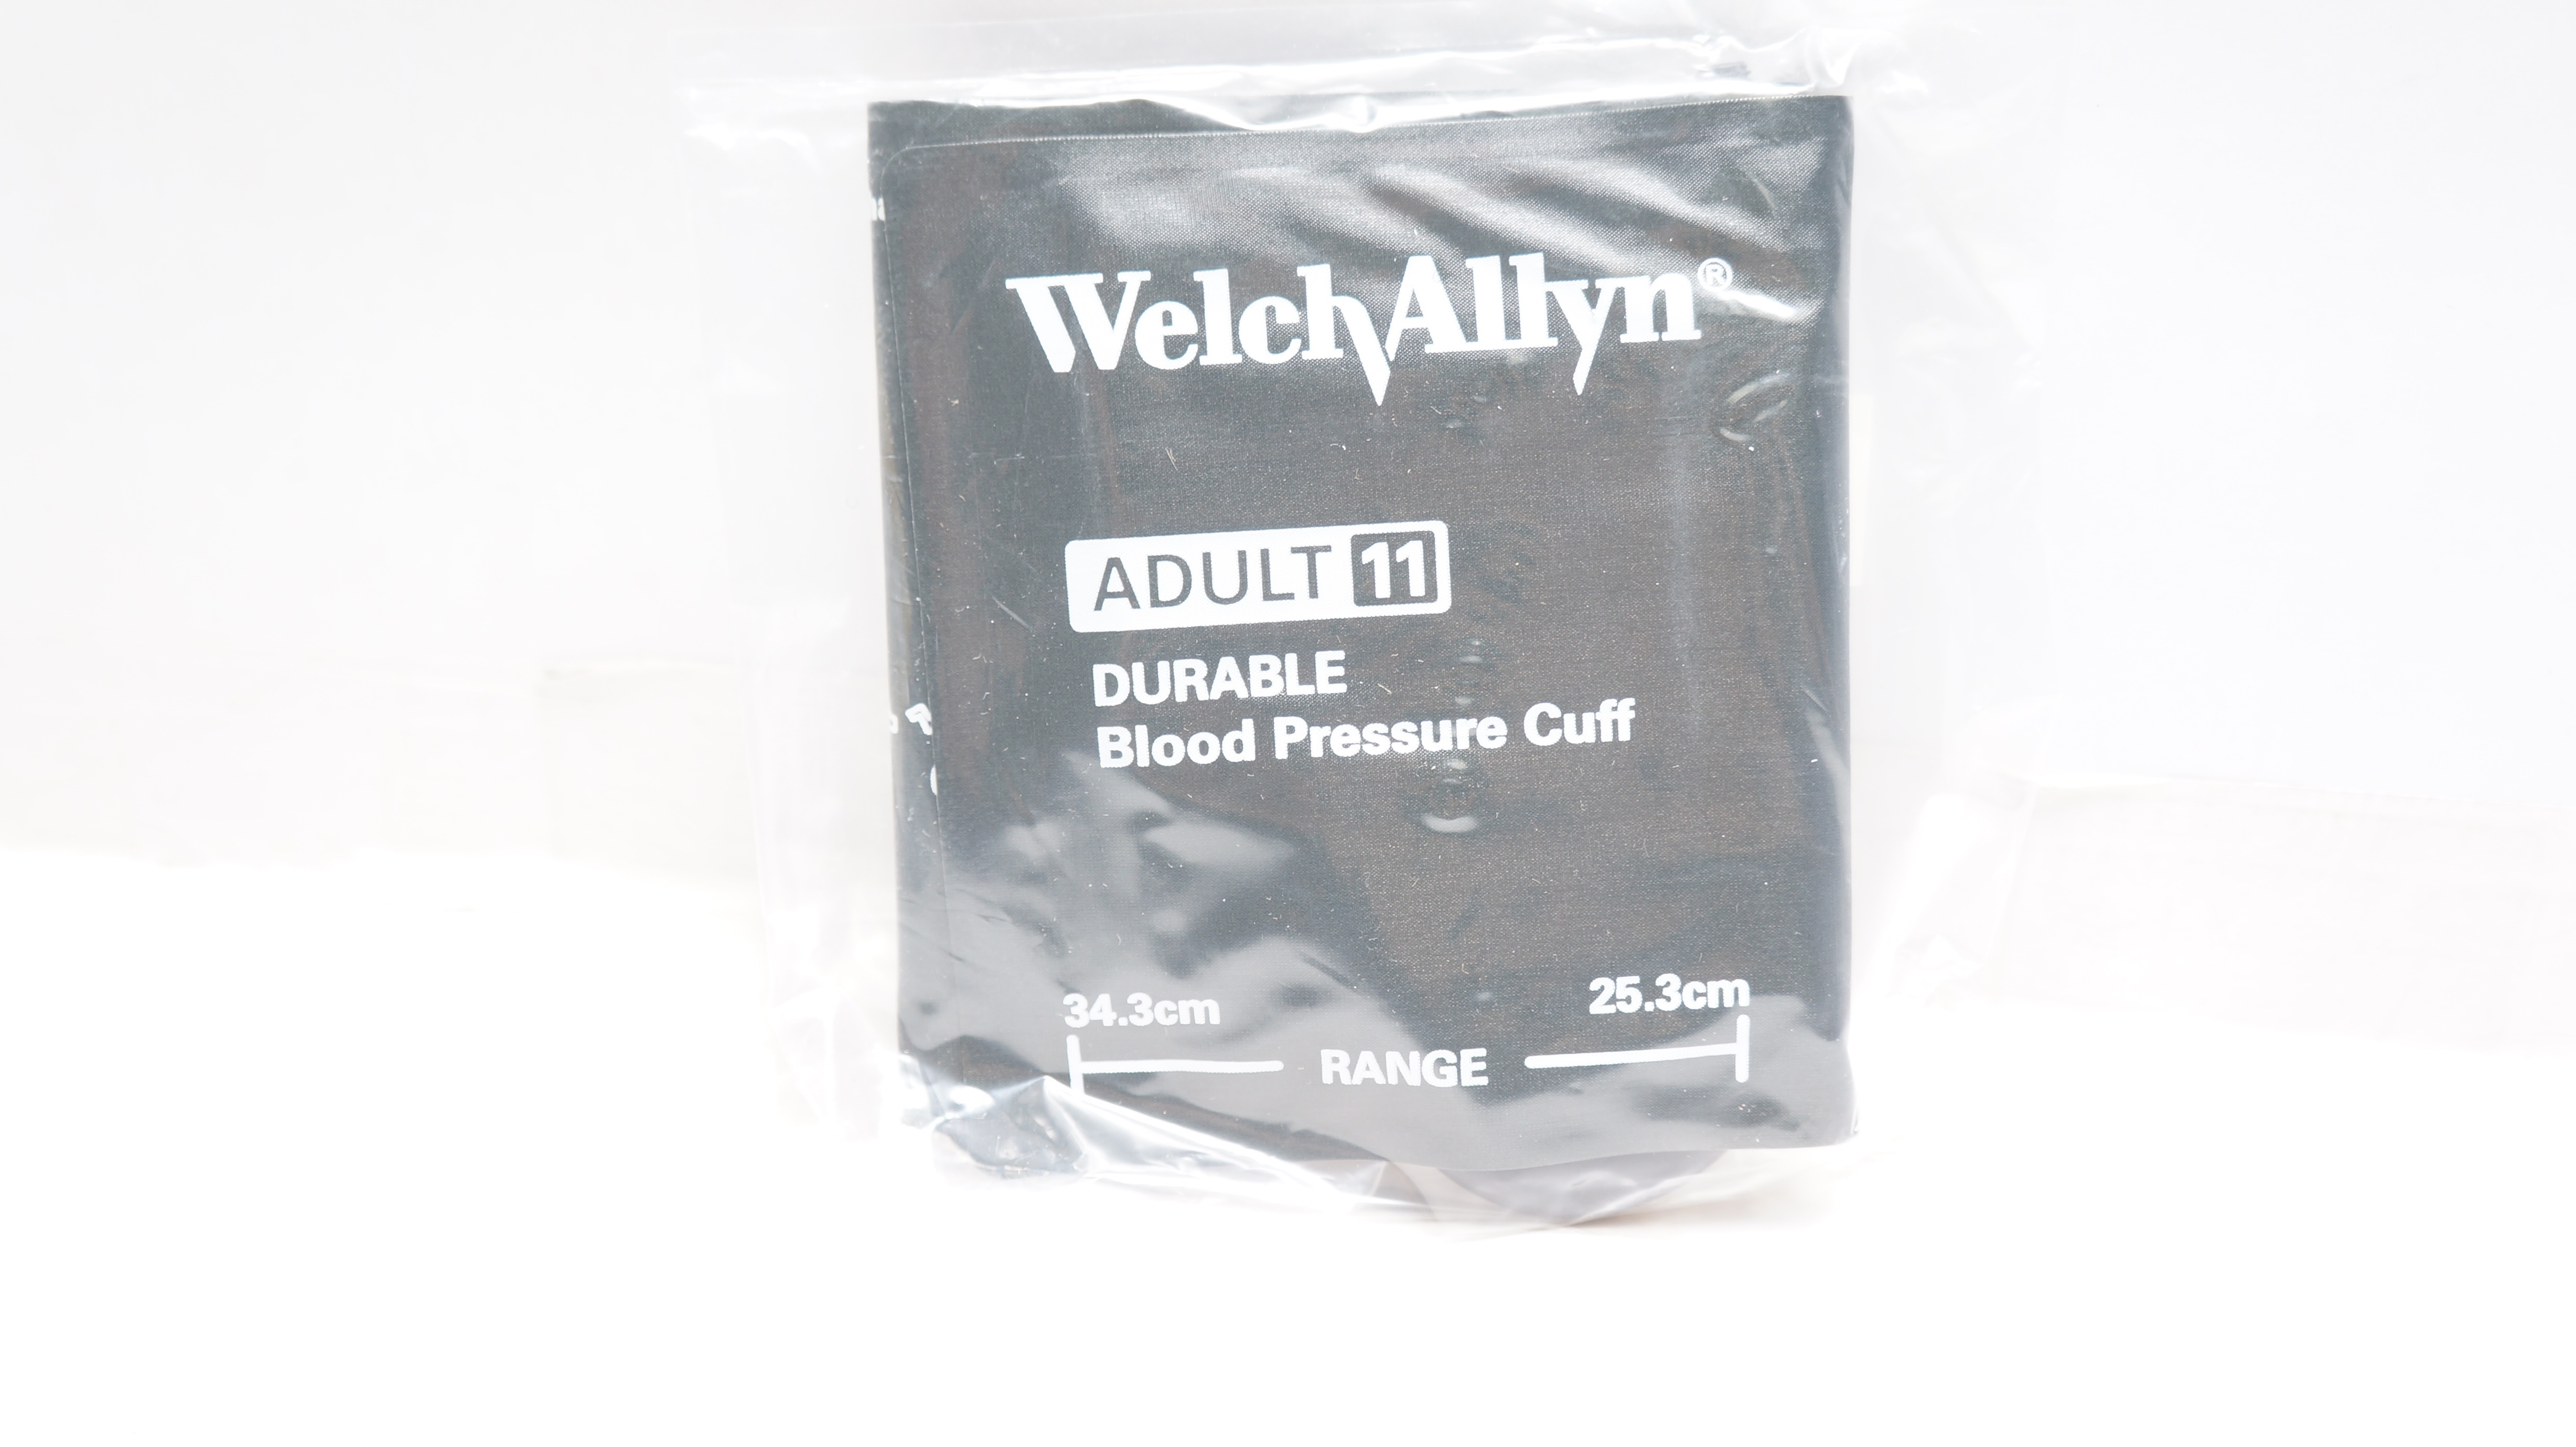 WelchAllyn®
ADULT 11
DURABLE
Blood Pressure Cuff
34.3cm 25.3cm
RANGE